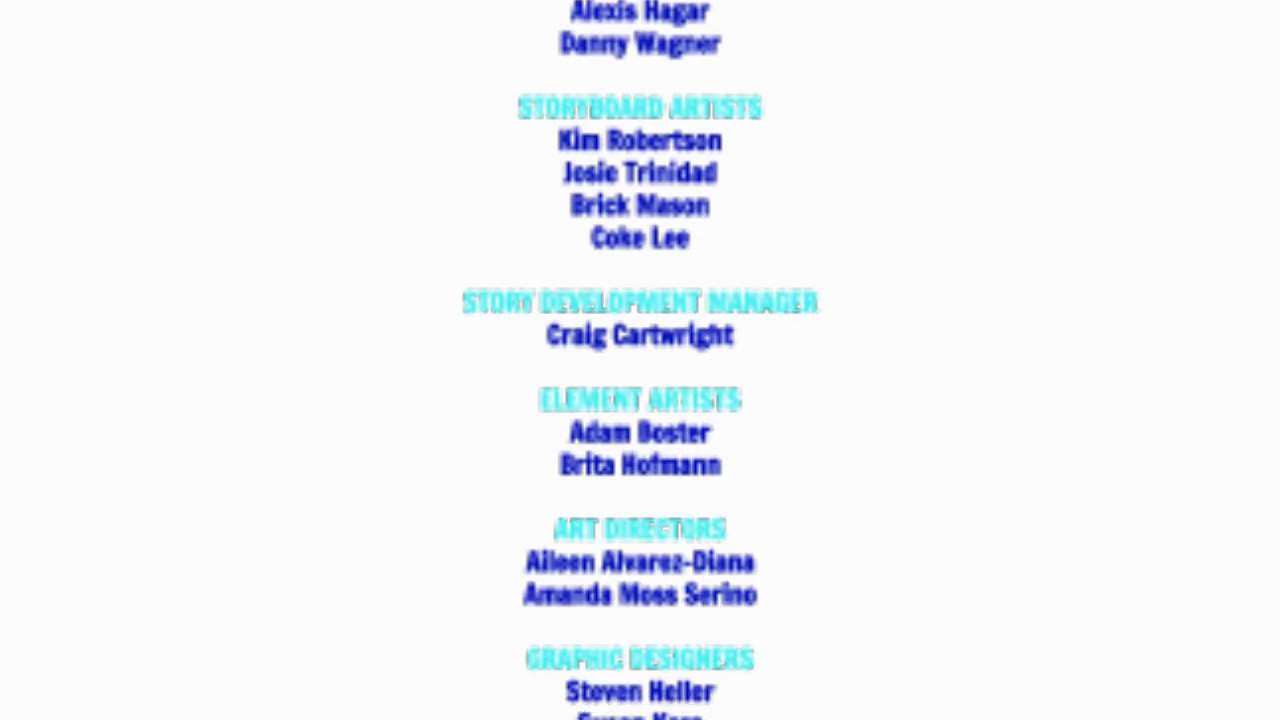 Alexis Hagar
Danny Wagner
STORYBOARD ARTISTS
Kim Robertson
Josie Trinidad
Brick Mason
Coke Lee
STORY DEVELOPMENT MANAGER
Craig Cartwright
ELEMENT ARTISTS
Adam Boster
Brita Hofmann
ART DIRECTORS
Aileen Alvarez-Diana
Amanda Moss Serino
GRAPHIC DESIGNERS
Steven Heller